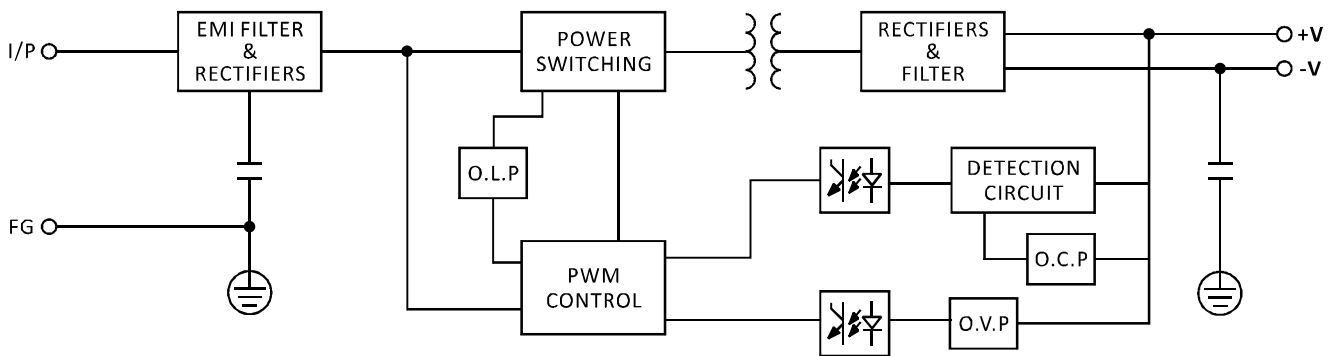 I/P
EMI FILTER
&
RECTIFIERS
POWER
SWITCHING
RECTIFIERS
&
FILTER
+V
-V
O.L.P
DETECTION
CIRCUIT
FG
O.C.P
PWM
CONTROL
O.V.P